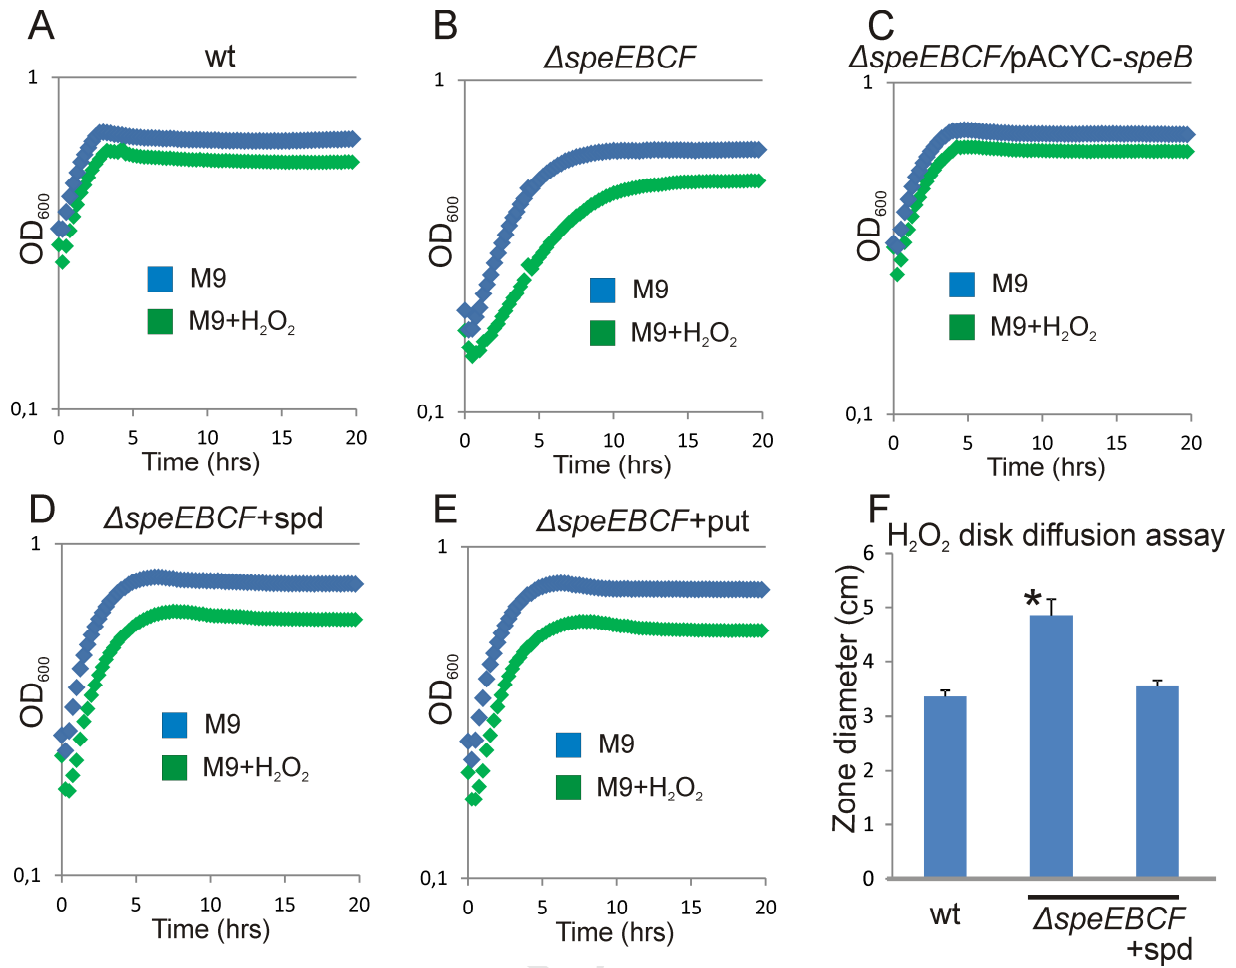 A
wt
1
OD600
M9
M9+H2O2
0,1
0 5 10 15 20
Time (hrs)
B
ΔspeEBCF
1
OD600
M9
M9+H2O2
0,1
0 5 10 15 20
Time (hrs)
C
ΔspeEBCF/pACYC-speB
1
OD600
M9
M9+H2O2
0,1
0 5 10 15 20
Time (hrs)
D
ΔspeEBCF+spd
1
OD600
M9
M9+H2O2
0,1
0 5 10 15 20
Time (hrs)
E
ΔspeEBCF+put
1
OD600
M9
M9+H2O2
0,1
0 5 10 15 20
Time (hrs)
F
H2O2 disk diffusion assay
Zone diameter (cm)
6
5
4
3
2
1
0
*
wt
ΔspeEBCF
+spd